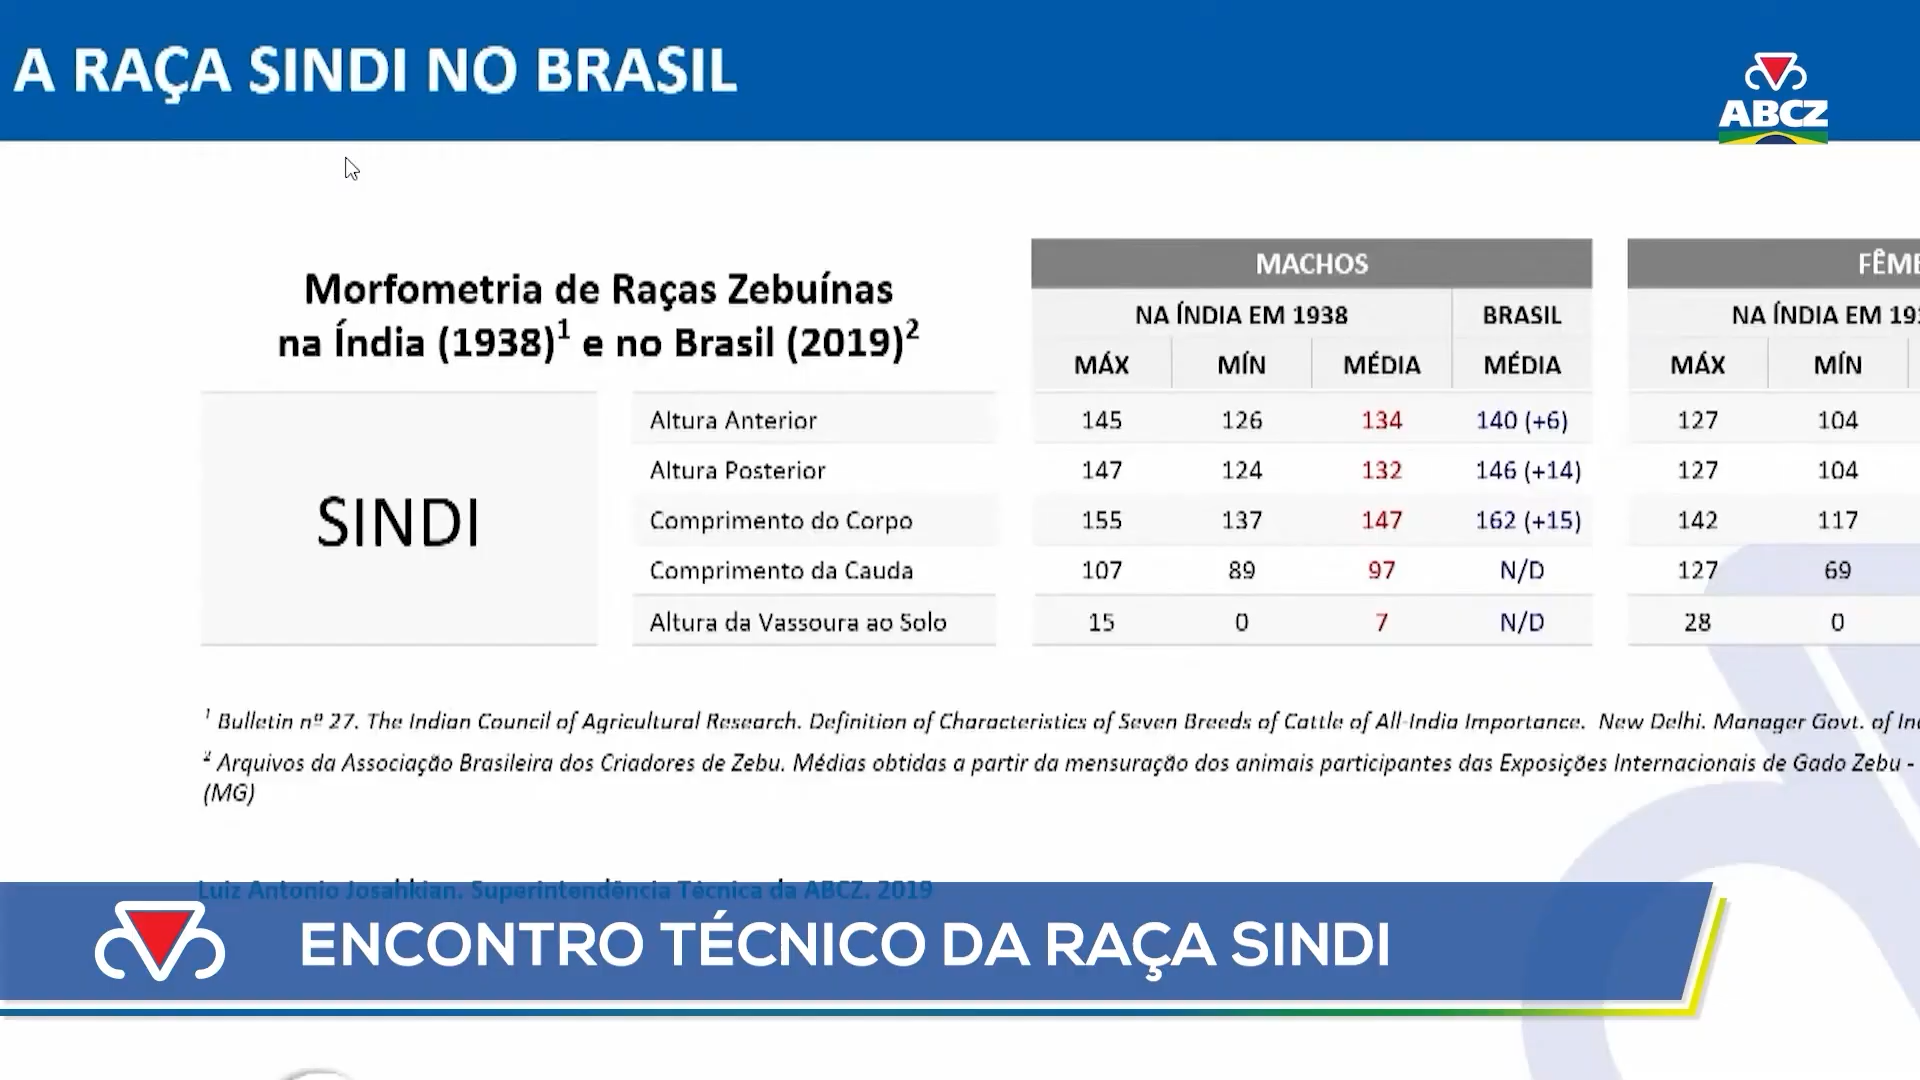 A RAÇA SINDI NO BRASIL
ABCZ
Morfometria de Raças Zebuínas
na Índia (1938)¹ e no Brasil (2019)²
MACHOS
NA ÍNDIA EM 1938 BRASIL NA ÍNDIA EM
MÁX MÍN MÉDIA MÉDIA MÁX MÍN
SINDI
Altura Anterior 145 126 134 140 (+6) 127 104
Altura Posterior 147 124 132 146 (+14) 127 104
Comprimento do Corpo 155 137 147 162 (+15) 142 117
Comprimento da Cauda 107 89 97 N/D 127 69
Altura da Vassoura ao Solo 15 0 7 N/D 28 0
¹ Bulletin nº 27. The Indian Council of Agricultural Research. Definition of Characteristics of Seven Breeds of Cattle of All-India Importance. New Delhi. Manager Govt. of
² Arquivos da Associação Brasileira dos Criadores de Zebu. Médias obtidas a partir da mensuração dos animais participantes das Exposições Internacionais de Gado Zebu -
(MG)
Luiz Antonio Josahkian. Superintendência Técnica da ABCZ. 2019
ENCONTRO TÉCNICO DA RAÇA SINDI